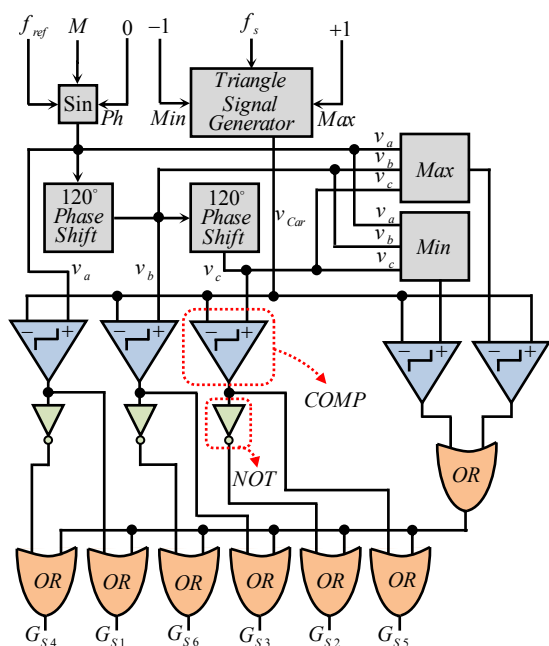 f_ref M 0 −1 f_s +1
Sin
Ph
Min
Triangle
Signal
Generator
Max
v_a
v_b
v_c
Max
120°
Phase
Shift
120°
Phase
Shift
v_Car
v_a
v_b
v_c
Min
v_a v_b v_c
− + − + − + − + − +
COMP
NOT
OR
OR OR OR OR OR OR
G_S4 G_S1 G_S6 G_S3 G_S2 G_S5